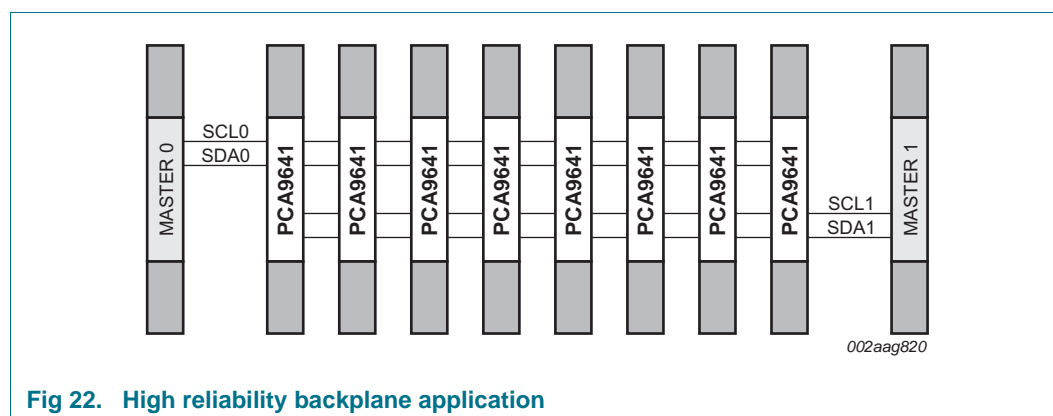 MASTER 0
SCL0
SDA0
PCA9641
PCA9641
PCA9641
PCA9641
PCA9641
PCA9641
PCA9641
PCA9641
SCL1
SDA1
MASTER 1
002aag820
Fig 22. High reliability backplane application